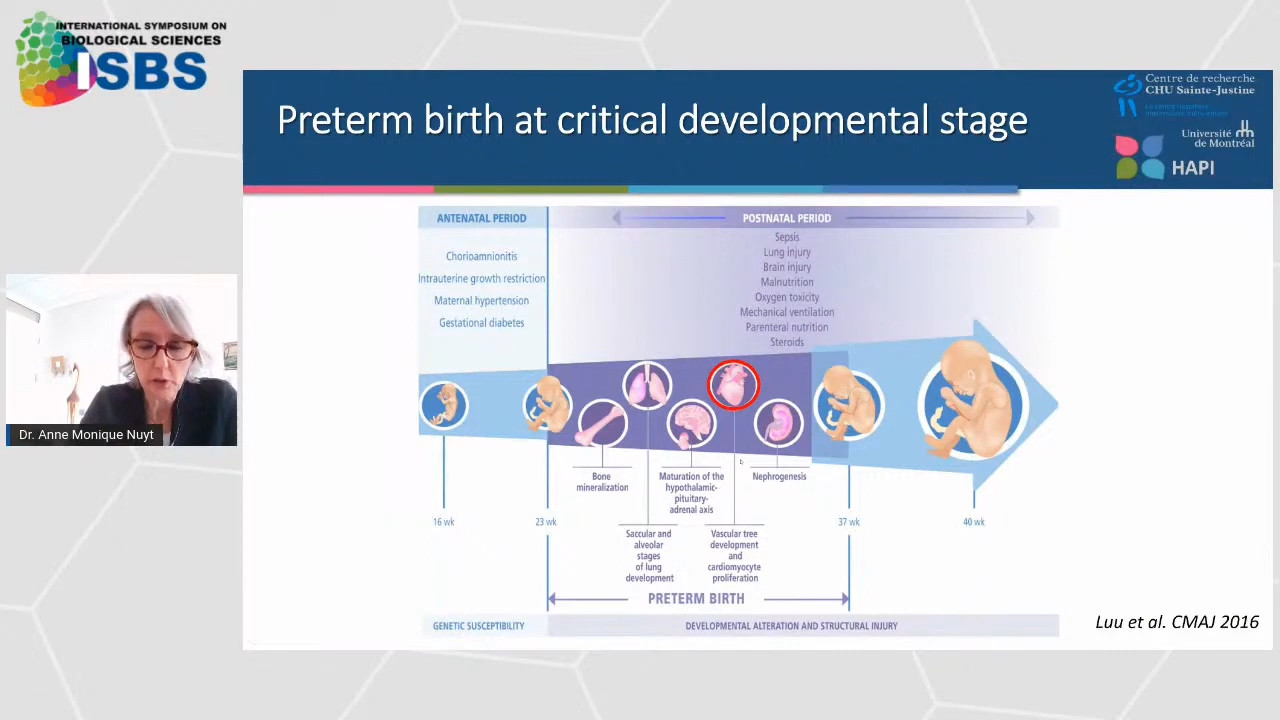 INTERNATIONAL SYMPOSIUM ON
BIOLOGICAL SCIENCES
ISBS
Preterm birth at critical developmental stage
Centre de recherche
CHU Sainte-Justine
Université
de Montréal
HAPI
ANTENATAL PERIOD
Chorioamnionitis
Intrauterine growth restriction
Maternal hypertension
Gestational diabetes
POSTNATAL PERIOD
Sepsis
Lung injury
Brain injury
Malnutrition
Oxygen toxicity
Mechanical ventilation
Parenteral nutrition
Steroids
Dr. Anne Monique Nuyt
Bone
mineralization
Maturation of the
hypothalamic-
pituitary-
adrenal axis
Nephrogenesis
16 wk
23 wk
37 wk
40 wk
Saccular and
alveolar
stages
of lung
development
Vascular tree
development
and
cardiomyocyte
proliferation
PRETERM BIRTH
GENETIC SUSCEPTIBILITY
DEVELOPMENTAL ALTERATION AND STRUCTURAL INJURY
Luu et al. CMAJ 2016